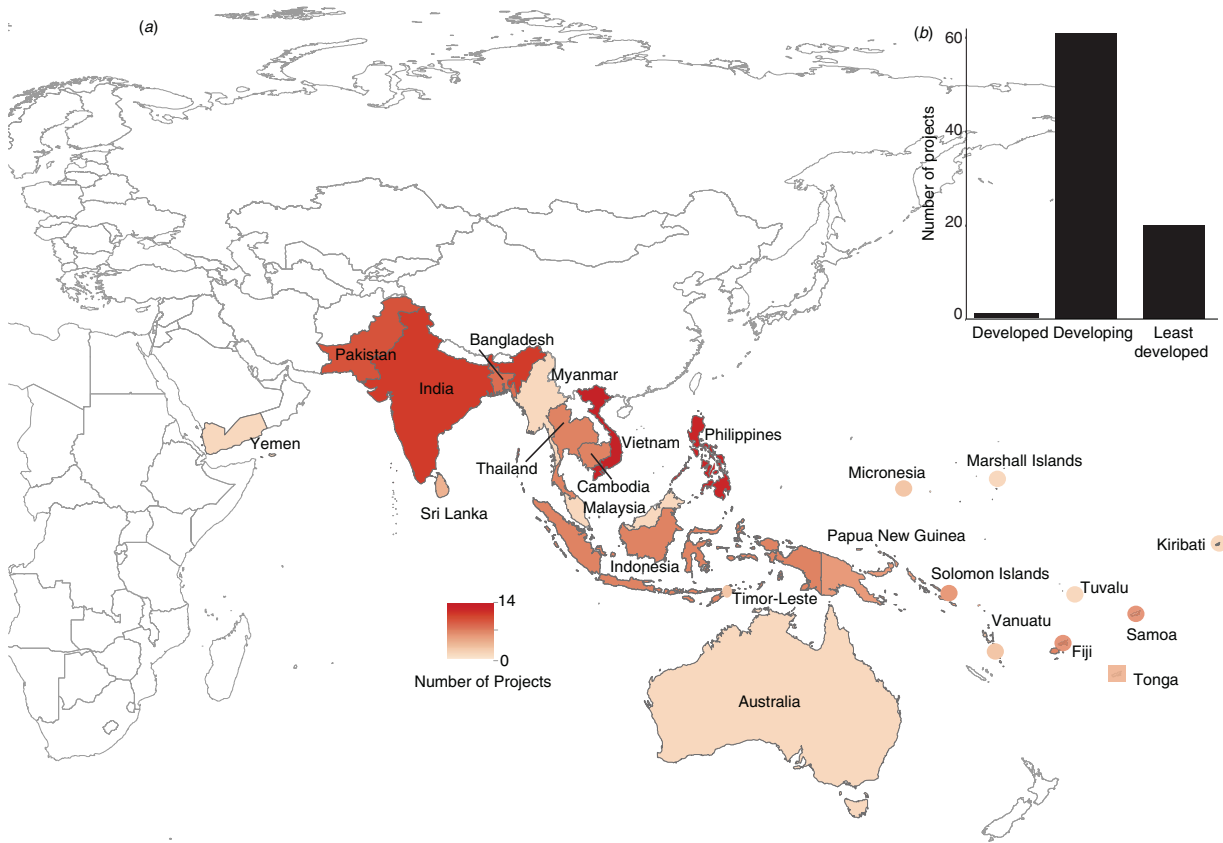 (a)
(b)
60
40
20
0
Number of projects
Developed
Developing
Least
developed
Pakistan
India
Bangladesh
Myanmar
Yemen
Thailand
Vietnam
Philippines
Cambodia
Malaysia
Sri Lanka
Indonesia
Micronesia
Marshall Islands
Papua New Guinea
Kiribati
Solomon Islands
Timor-Leste
Tuvalu
Vanuatu
Samoa
Fiji
Tonga
Australia
14
0
Number of Projects